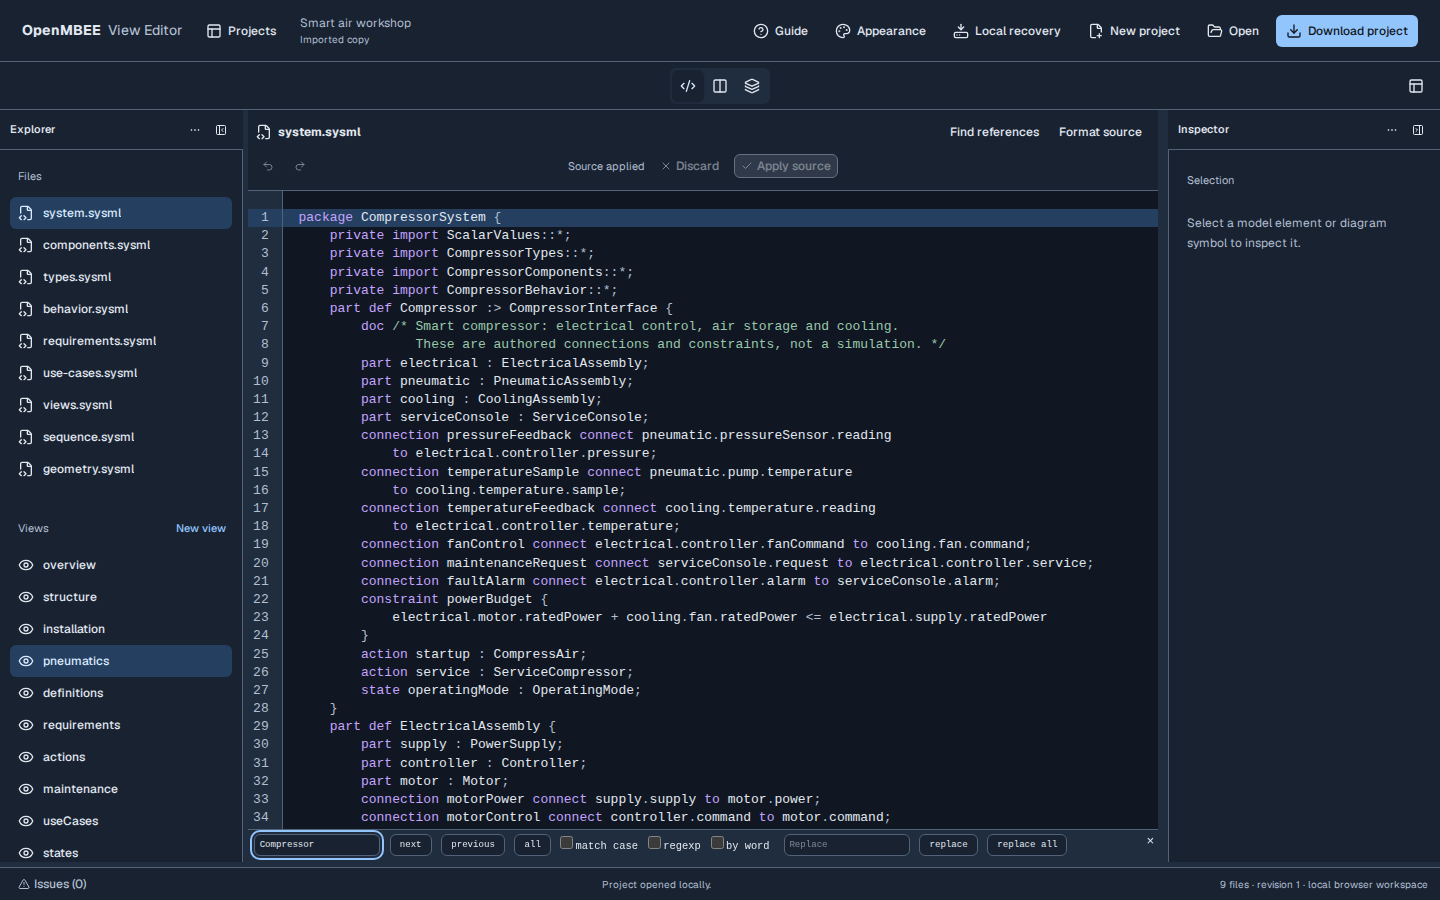 OpenMBEE View Editor
Projects
Smart air workshop
Imported copy
Guide
Appearance
Local recovery
New project
Open
Download project
Explorer
Files
system.sysml
components.sysml
types.sysml
behavior.sysml
requirements.sysml
use-cases.sysml
views.sysml
sequence.sysml
geometry.sysml
Views
New view
overview
structure
installation
pneumatics
definitions
requirements
actions
maintenance
useCases
states
system.sysml
Find references
Format source
Source applied
Discard
Apply source
1 package CompressorSystem {
2 private import ScalarValues::*;
3 private import CompressorTypes::*;
4 private import CompressorComponents::*;
5 private import CompressorBehavior::*;
6 part def Compressor :> CompressorInterface {
7 doc /* Smart compressor: electrical control, air storage and cooling.
8 These are authored connections and constraints, not a simulation. */
9 part electrical : ElectricalAssembly;
10 part pneumatic : PneumaticAssembly;
11 part cooling : CoolingAssembly;
12 part serviceConsole : ServiceConsole;
13 connection pressureFeedback connect pneumatic.pressureSensor.reading
14 to electrical.controller.pressure;
15 connection temperatureSample connect pneumatic.pump.temperature
16 to cooling.temperature.sample;
17 connection temperatureFeedback connect cooling.temperature.reading
18 to electrical.controller.temperature;
19 connection fanControl connect electrical.controller.fanCommand to cooling.fan.command;
20 connection maintenanceRequest connect serviceConsole.request to electrical.controller.service;
21 connection faultAlarm connect electrical.controller.alarm to serviceConsole.alarm;
22 constraint powerBudget {
23 electrical.motor.ratedPower + cooling.fan.ratedPower <= electrical.supply.ratedPower
24 }
25 action startup : CompressAir;
26 action service : ServiceCompressor;
27 state operatingMode : OperatingMode;
28 }
29 part def ElectricalAssembly {
30 part supply : PowerSupply;
31 part controller : Controller;
32 part motor : Motor;
33 connection motorPower connect supply.supply to motor.power;
34 connection motorControl connect controller.command to motor.command;
Compressor
next
previous
all
match case
regexp
by word
Replace
replace
replace all
×
Inspector
Selection
Select a model element or diagram
symbol to inspect it.
Issues (0)
Project opened locally.
9 files · revision 1 · local browser workspace